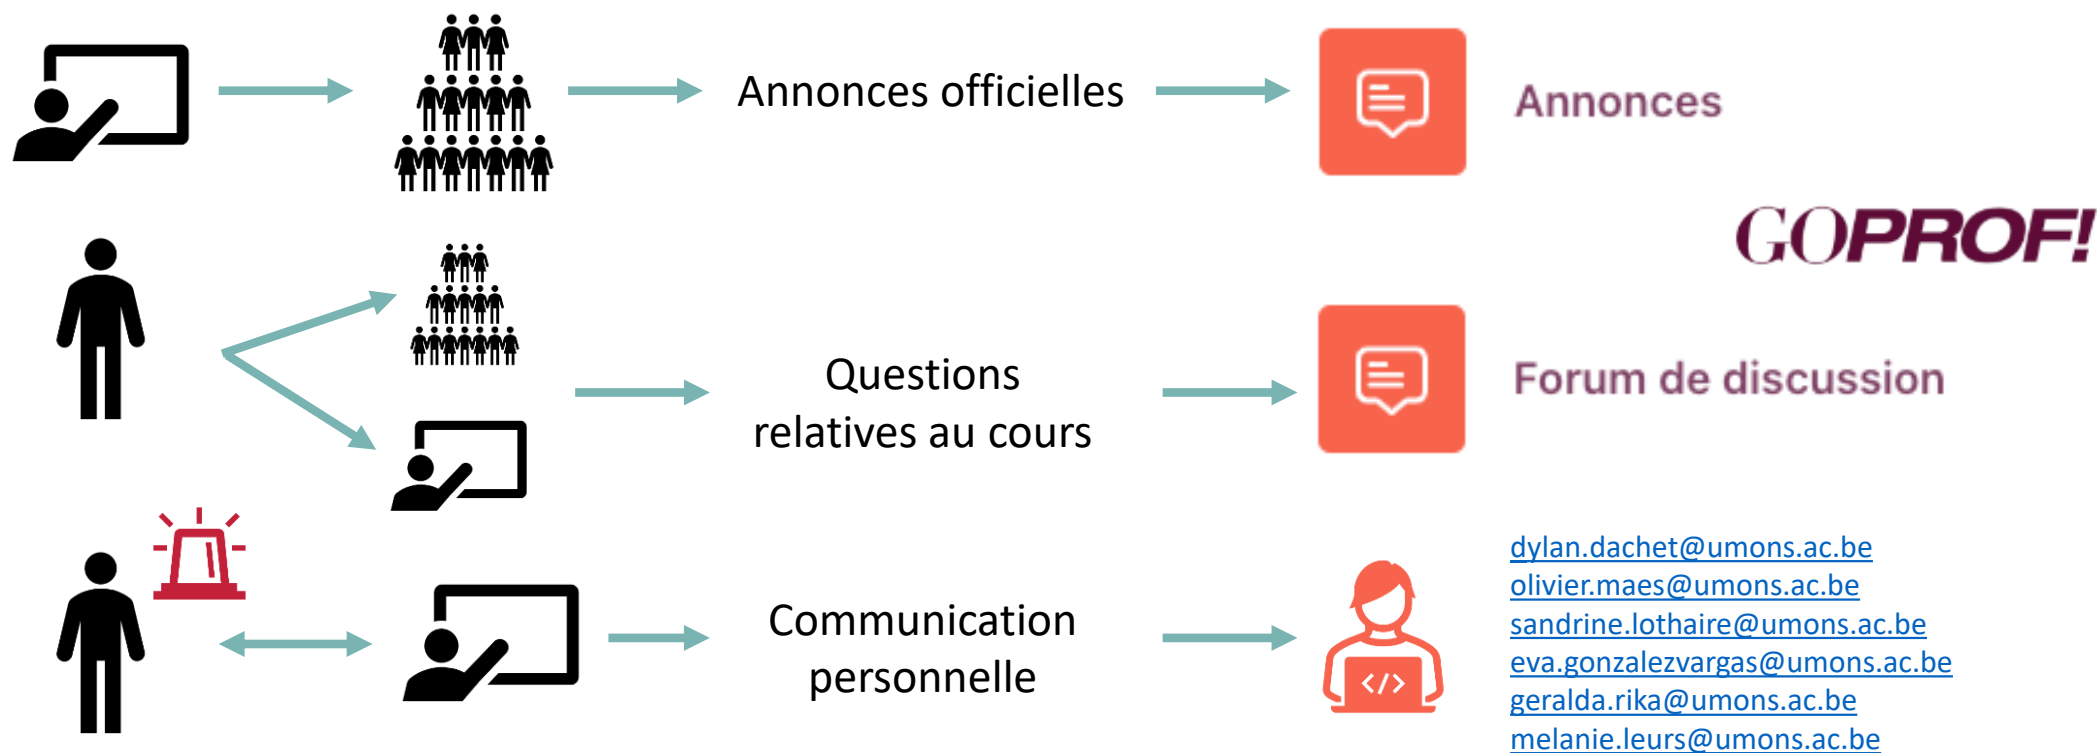 Annonces officielles
Annonces
GOPROF!
Questions
relatives au cours
Forum de discussion
Communication
personnelle
</>
dylan.dachet@umons.ac.be
olivier.maes@umons.ac.be
sandrine.lothaire@umons.ac.be
eva.gonzalezvargas@umons.ac.be
geralda.rika@umons.ac.be
melanie.leurs@umons.ac.be